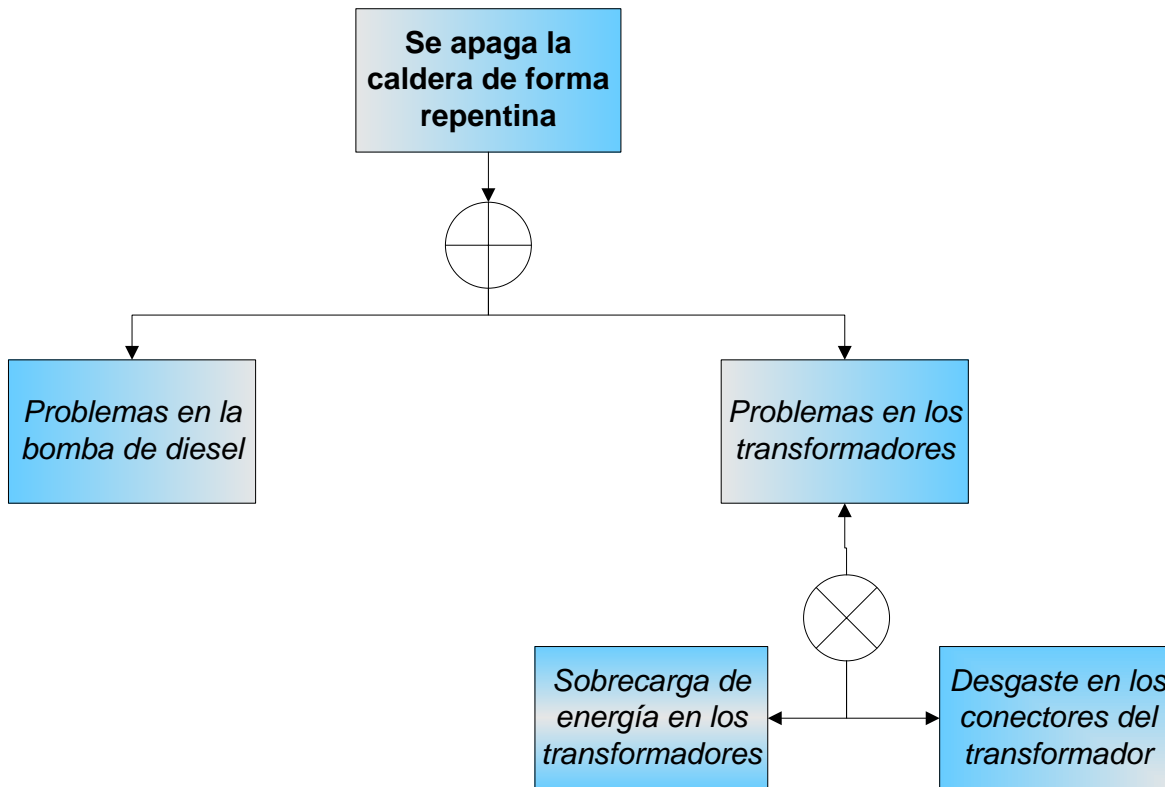 Se apaga la
caldera de forma
repentina
Problemas en la
bomba de diesel
Problemas en los
transformadores
Sobrecarga de
energía en los
transformadores
Desgaste en los
conectores del
transformador